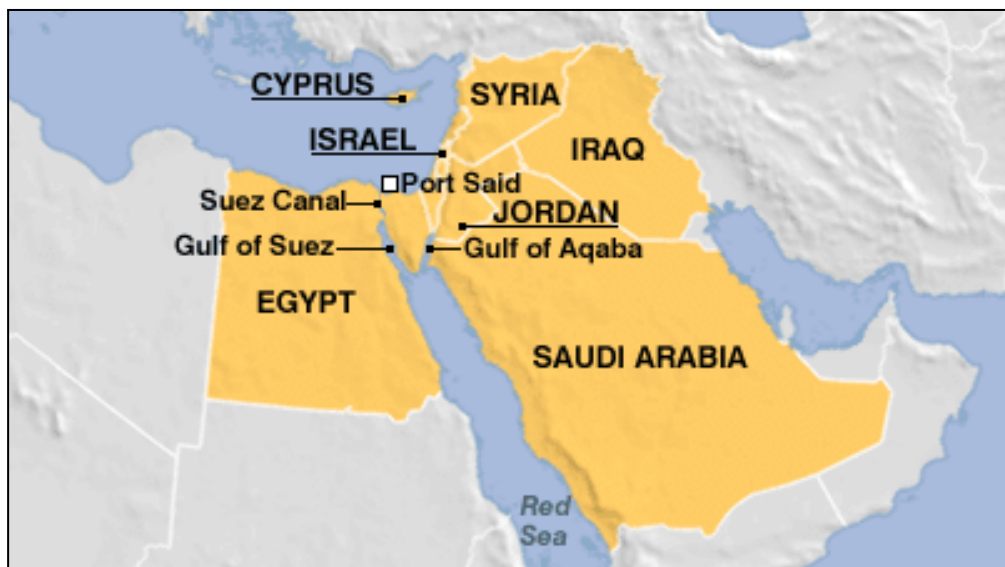 CYPRUS
SYRIA
ISRAEL
IRAQ
Port Said
Suez Canal
JORDAN
Gulf of Suez
Gulf of Aqaba
EGYPT
SAUDI ARABIA
Red
Sea